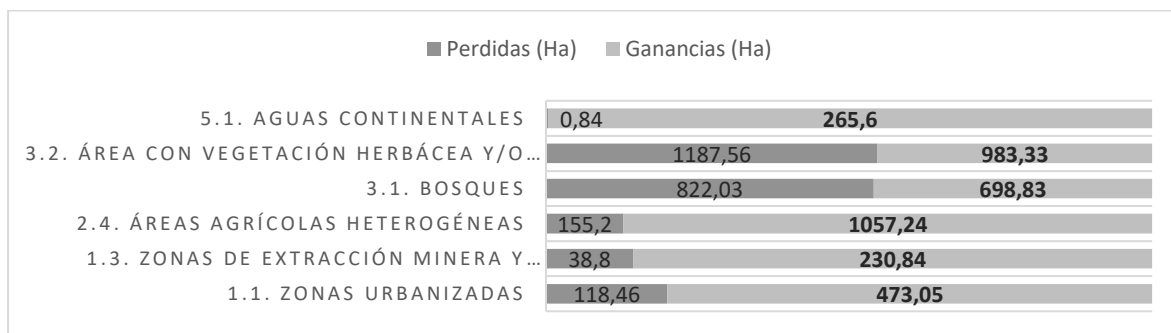 Perdidas (Ha) Ganancias (Ha)
5.1. AGUAS CONTINENTALES 0,84 265,6
3.2. ÁREA CON VEGETACIÓN HERBÁCEA Y/O… 1187,56 983,33
3.1. BOSQUES 822,03 698,83
2.4. ÁREAS AGRÍCOLAS HETEROGÉNEAS 155,2 1057,24
1.3. ZONAS DE EXTRACCIÓN MINERA Y… 38,8 230,84
1.1. ZONAS URBANIZADAS 118,46 473,05